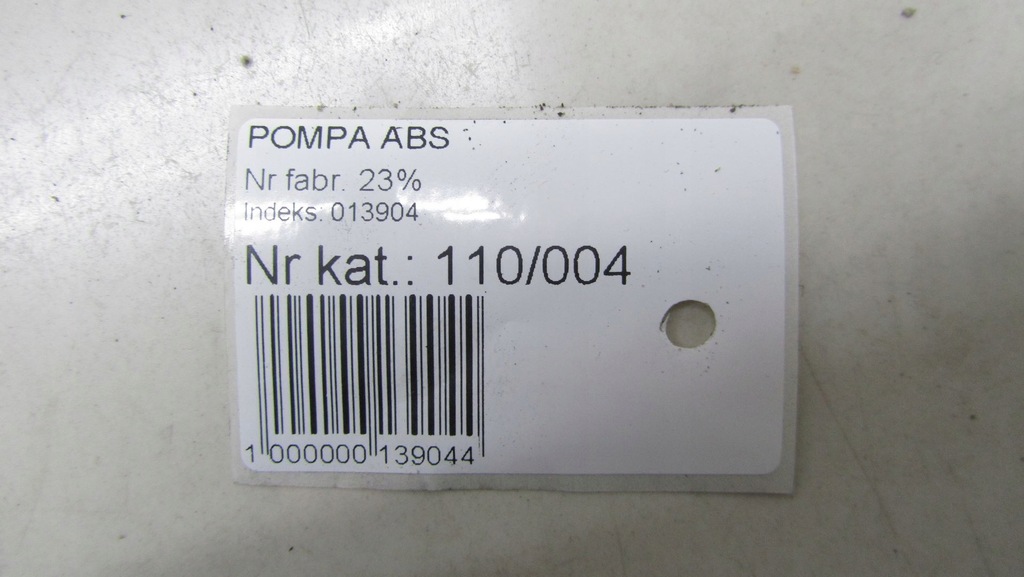 POMPA ABS
Nr fabr. 23%
Indeks: 013904
Nr kat.: 110/004
1 000000 139044